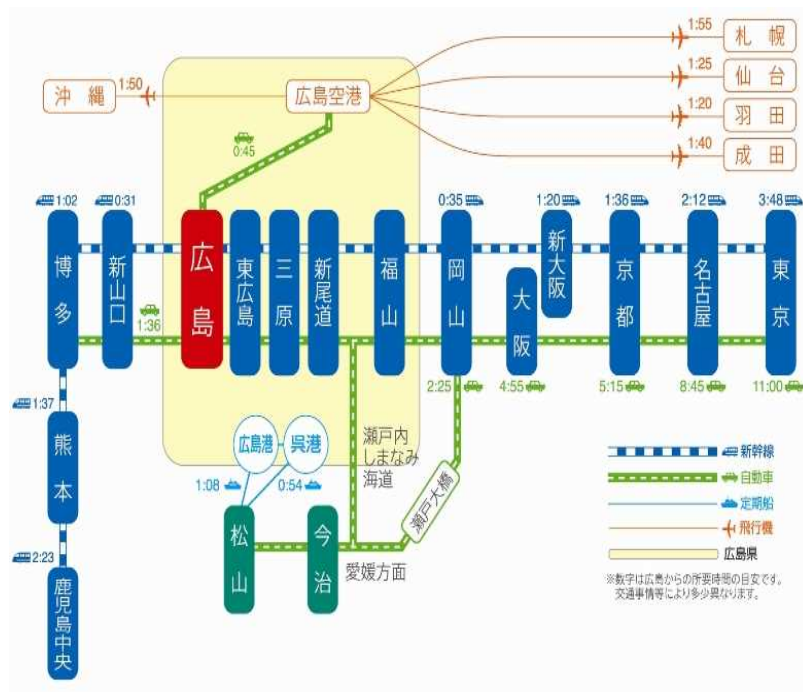 1:55
札幌
1:25
仙台
1:20
羽田
1:40
成田
沖縄
1:50
広島空港
0:45
1:02
0:31
0:35
1:20
1:36
2:12
3:48
博多
新山口
広島
東広島
三原
新尾道
福山
岡山
大阪
新大阪
京都
名古屋
東京
1:36
2:25
4:55
5:15
8:45
11:00
1:37
熊本
2:23
鹿児島中央
広島港
呉港
1:08
0:54
松山
今治
瀬戸内
しまなみ
海道
瀬戸大橋
愛媛方面
新幹線
自動車
定期船
飛行機
広島県
※数字は広島からの所要時間の目安です。
交通事情等により多少異なります。